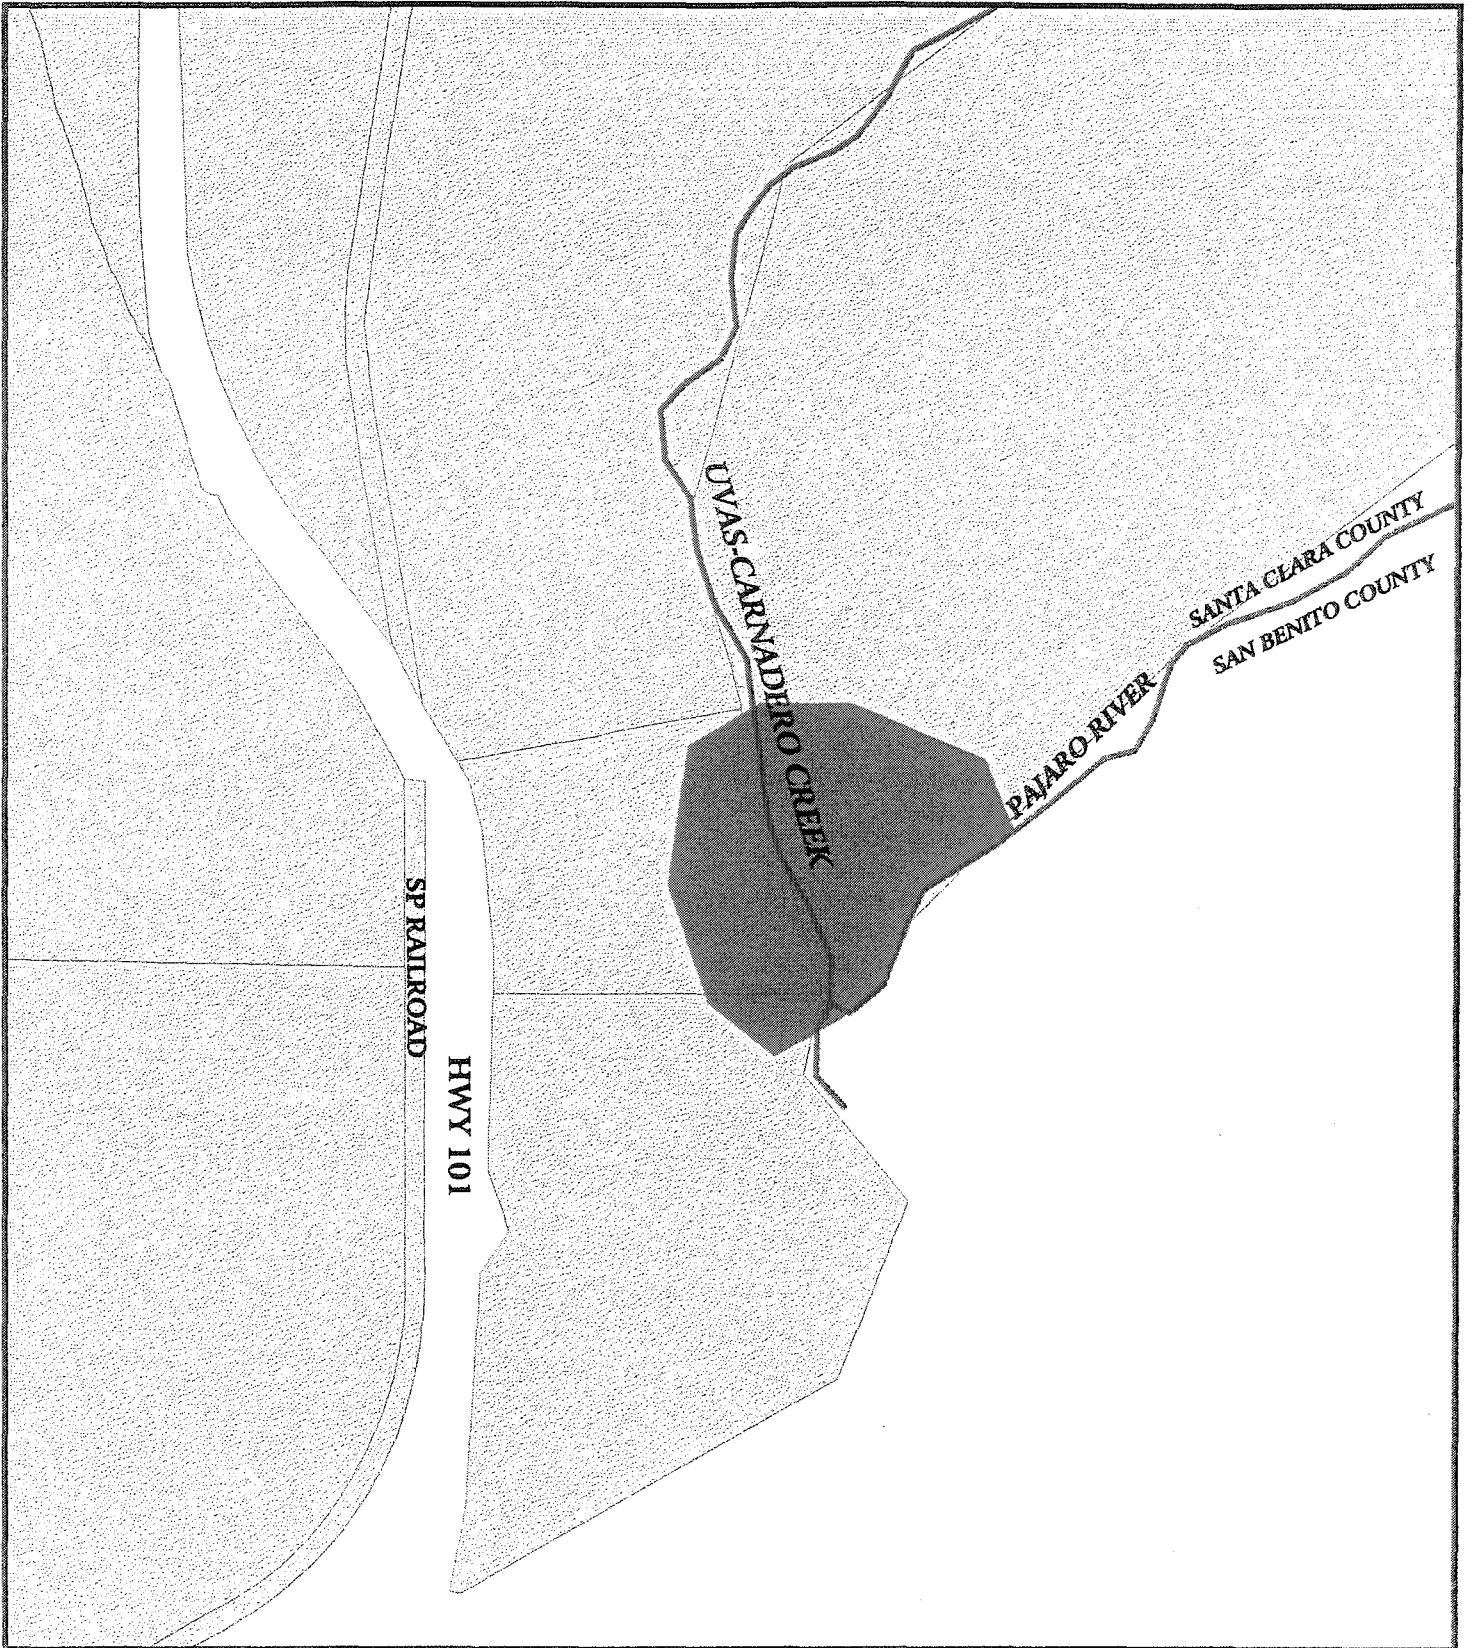 UVAS-CARNADERO CREEK
SANTA CLARA COUNTY
SAN BENITO COUNTY
PAJARO RIVER
SP RAILROAD
HWY 101